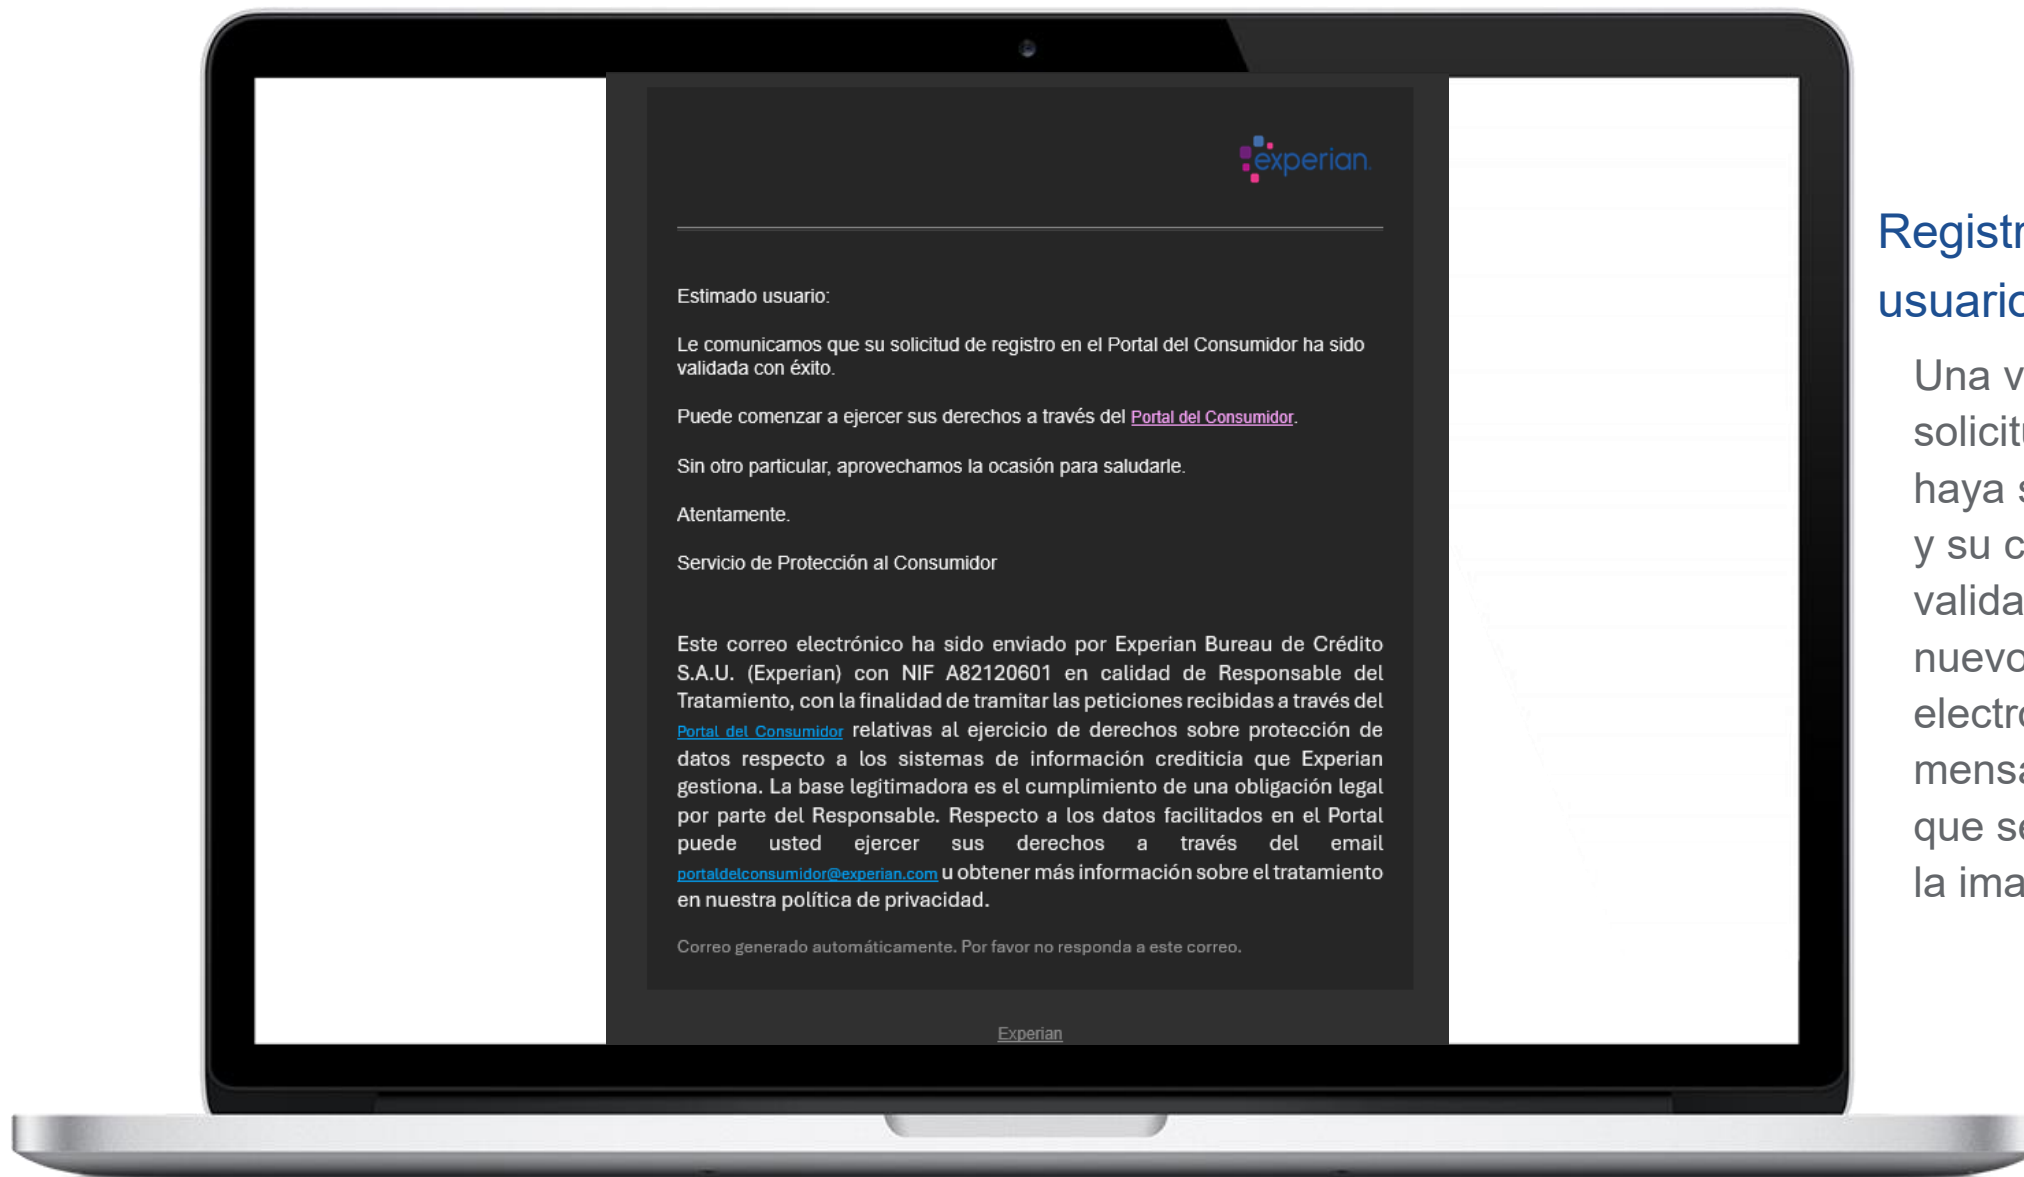 experian.
Estimado usuario:
Le comunicamos que su solicitud de registro en el Portal del Consumidor ha sido
validada con éxito.
Puede comenzar a ejercer sus derechos a través del Portal del Consumidor.
Sin otro particular, aprovechamos la ocasión para saludarle.
Atentamente.
Servicio de Protección al Consumidor
Este correo electrónico ha sido enviado por Experian Bureau de Crédito
S.A.U. (Experian) con NIF A82120601 en calidad de Responsable del
Tratamiento, con la finalidad de tramitar las peticiones recibidas a través del
Portal del Consumidor relativas al ejercicio de derechos sobre protección de
datos respecto a los sistemas de información crediticia que Experian
gestiona. La base legitimadora es el cumplimiento de una obligación legal
por parte del Responsable. Respecto a los datos facilitados en el Portal
puede usted ejercer sus derechos a través del email
portaldelconsumidor@experian.com u obtener más información sobre el tratamiento
en nuestra política de privacidad.
Correo generado automáticamente. Por favor no responda a este correo.
Experian
Registr
usuario
Una v
solicitu
haya s
y su c
valida
nuevo
electro
mensa
que se
la ima